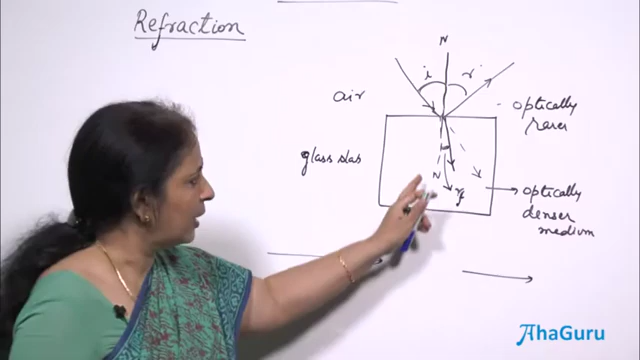 Refraction
N
i
r
air
optically
rarer
glass slab
N
r
optically
denser
medium
AhaGuru